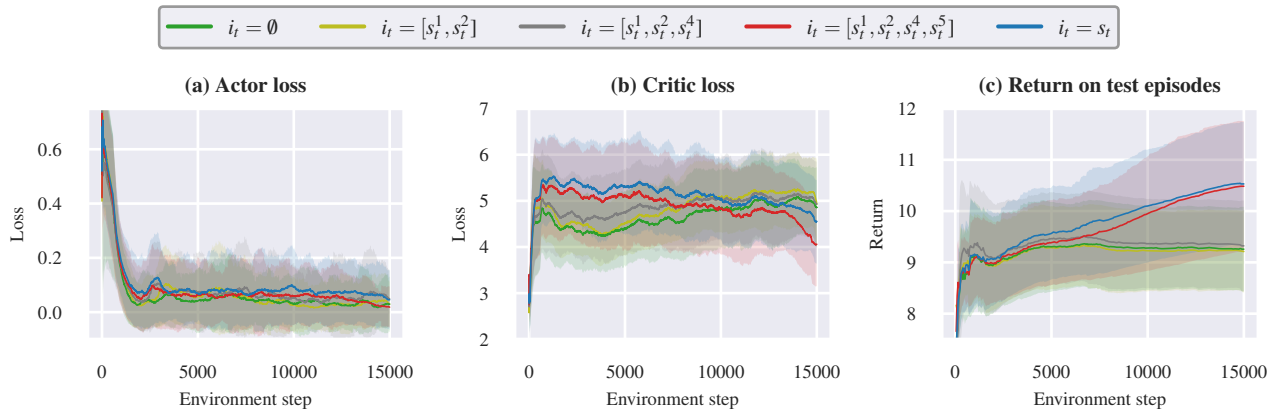 i_t = ∅ i_t = [s_t^1, s_t^2] i_t = [s_t^1, s_t^2, s_t^4] i_t = [s_t^1, s_t^2, s_t^4, s_t^5] i_t = s_t
(a) Actor loss
Loss
0.6
0.4
0.2
0.0
0 5000 10000 15000
Environment step
(b) Critic loss
Loss
7
6
5
4
3
2
0 5000 10000 15000
Environment step
(c) Return on test episodes
Return
12
11
10
9
8
0 5000 10000 15000
Environment step